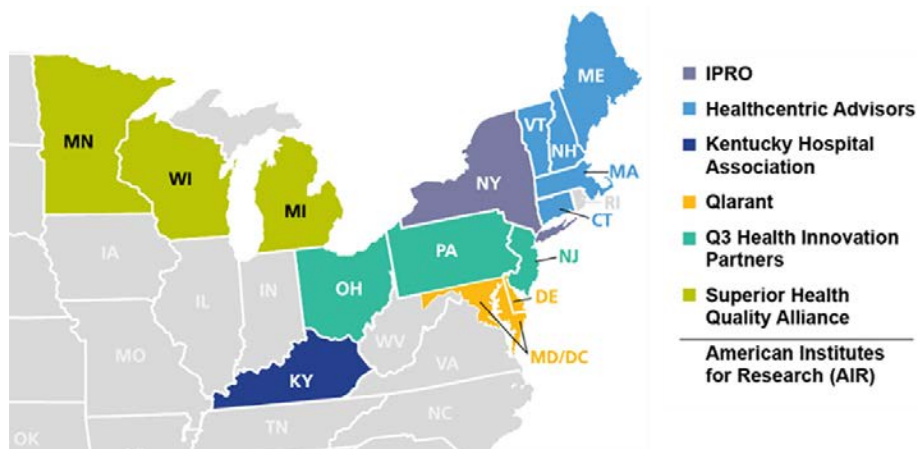 ME
VT
NH
MN
MA
WI
NY
RI
MI
CT
PA
NJ
IA
OH
DE
IL
IN
WV
MD/DC
MO
VA
KY
NC
TN
OK
IPRO
Healthcentric Advisors
Kentucky Hospital
Association
Qlarant
Q3 Health Innovation
Partners
Superior Health
Quality Alliance
American Institutes
for Research (AIR)